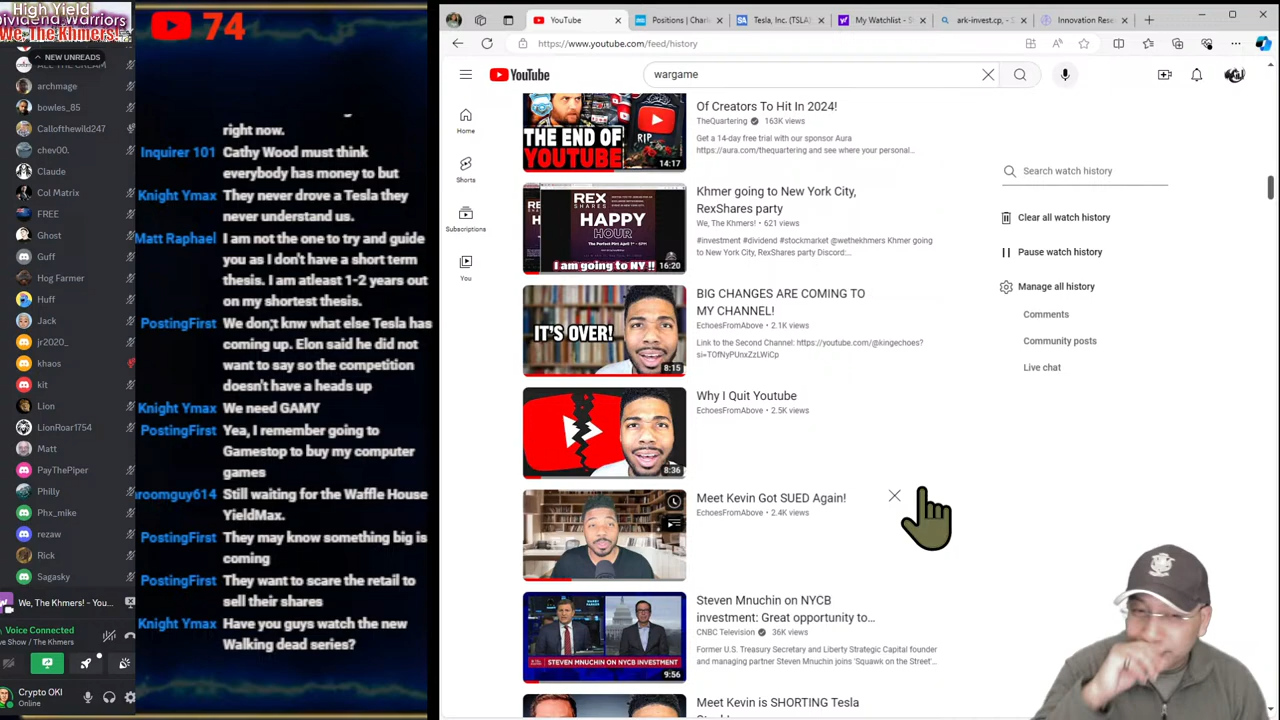 High Yield
Dividend Warriors
We, The Khmers!
NEW UNREADS
archmage
bowles_85
Callofthewild247
chev00.
Claude
Col Matrix
FREE
Ghost
Guff
Hog Farmer
Huff
Jack
jr2020_
khaos
kit
Lion
LionRoar1754
Matt
PayThePiper
Philly
Phx_mike
rezaw
Rick
Sagasky
We, The Khmers! - You...
Voice Connected
ve Show / The Khmers
Son OKI
Online
74
right now.
Inquirer 101 Cathy Wood must think
everybody has money to but
Knight Ymax They never drove a Tesla they
never understand us.
Matt Raphael I am not the one to try and guide
you as I don't have a short term
thesis. I am atleast 1-2 years out
on my shortest thesis.
PostingFirst We don;t knw what else Tesla has
coming up. Elon said he did not
want to say so the competition
doesn't have a heads up
Knight Ymax We need GAMY
PostingFirst Yea, I remember going to
Gamestop to buy my computer
games
roomguy614 Still waiting for the Waffle House
YieldMax.
PostingFirst They may know something big is
coming
PostingFirst They want to scare the retail to
sell their shares
Knight Ymax Have you guys watch the new
Walking dead series?
YouTube
Positions | Charl
Tesla, Inc. (TSLA)
My Watchlist - S
ark-invest.cp, -
Innovation Rese
https://www.youtube.com/feed/history
YouTube
wargame
Home
Shorts
Subscriptions
You
THE END OF
YOUTUBE
RIP
14:17
Of Creators To Hit In 2024!
TheQuartering 163K views
Get a 14-day free trial with our sponsor Aura
https://aura.com/thequartering and see where your personal...
REX
SHARES
HAPPY
HOUR
I am going to NY !!
16:20
Khmer going to New York City,
RexShares party
We, The Khmers! • 621 views
#investment #dividend #stockmarket @wethekhmers Khmer going
to New York City, RexShares party Discord:...
IT'S OVER!
8:15
BIG CHANGES ARE COMING TO
MY CHANNEL!
EchoesFromAbove • 2.1K views
Link to the Second Channel: https://youtube.com/@kingechoes?
si=TOfNyPUnxZzLWiCp
8:36
Why I Quit Youtube
EchoesFromAbove • 2.5K views
Meet Kevin Got SUED Again!
EchoesFromAbove • 2.4K views
STEVEN MNUCHIN ON NYCB INVESTMENT
9:56
Steven Mnuchin on NYCB
investment: Great opportunity to...
CNBC Television 36K views
Former U.S. Treasury Secretary and Liberty Strategic Capital founder
and managing partner Steven Mnuchin joins 'Squawk on the Street'...
Meet Kevin is SHORTING Tesla
Search watch history
Clear all watch history
Pause watch history
Manage all history
Comments
Community posts
Live chat